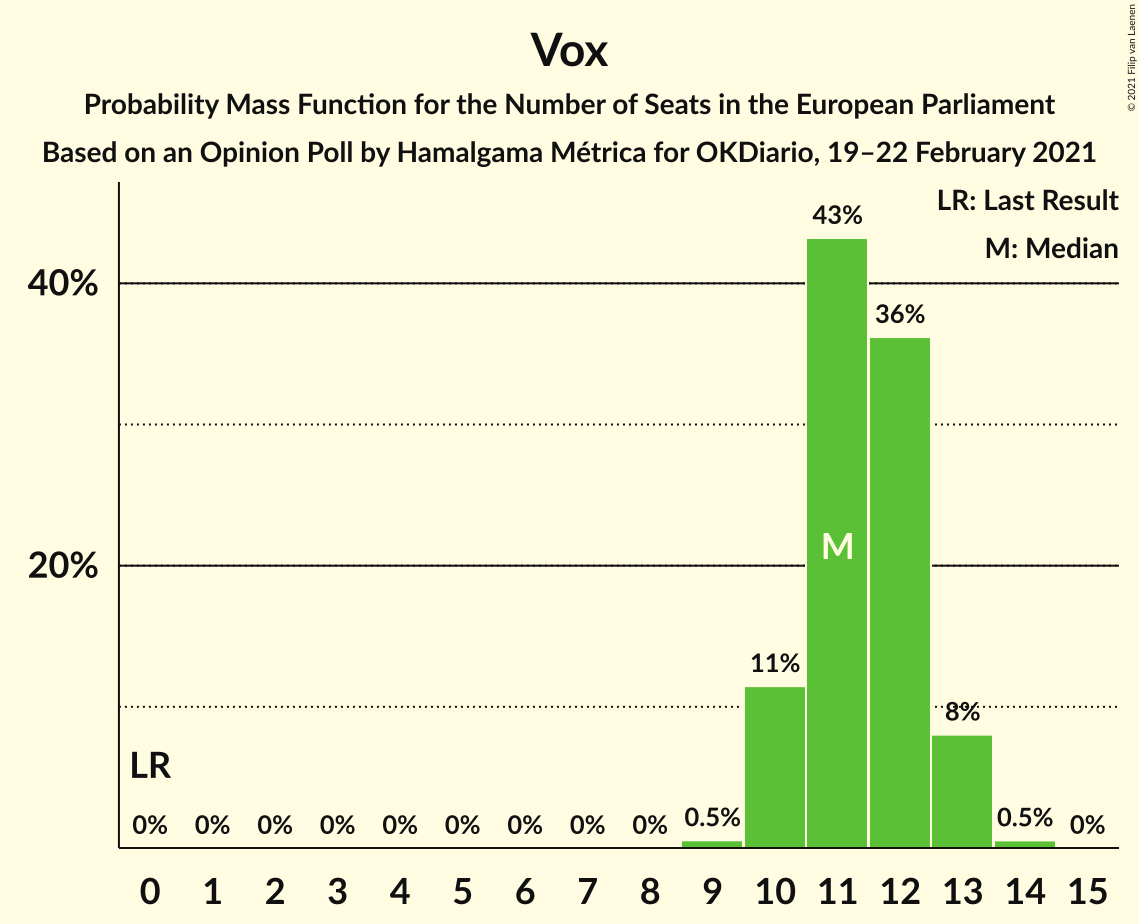 Vox
Probability Mass Function for the Number of Seats in the European Parliament
Based on an Opinion Poll by Hamalgama Métrica for OKDiario, 19–22 February 2021
© 2021 Filip van Laenen
LR: Last Result
M: Median
43%
40%
36%
M
20%
11%
8%
LR
0% 0% 0% 0% 0% 0% 0% 0% 0% 0.5% 0.5% 0%
0 1 2 3 4 5 6 7 8 9 10 11 12 13 14 15